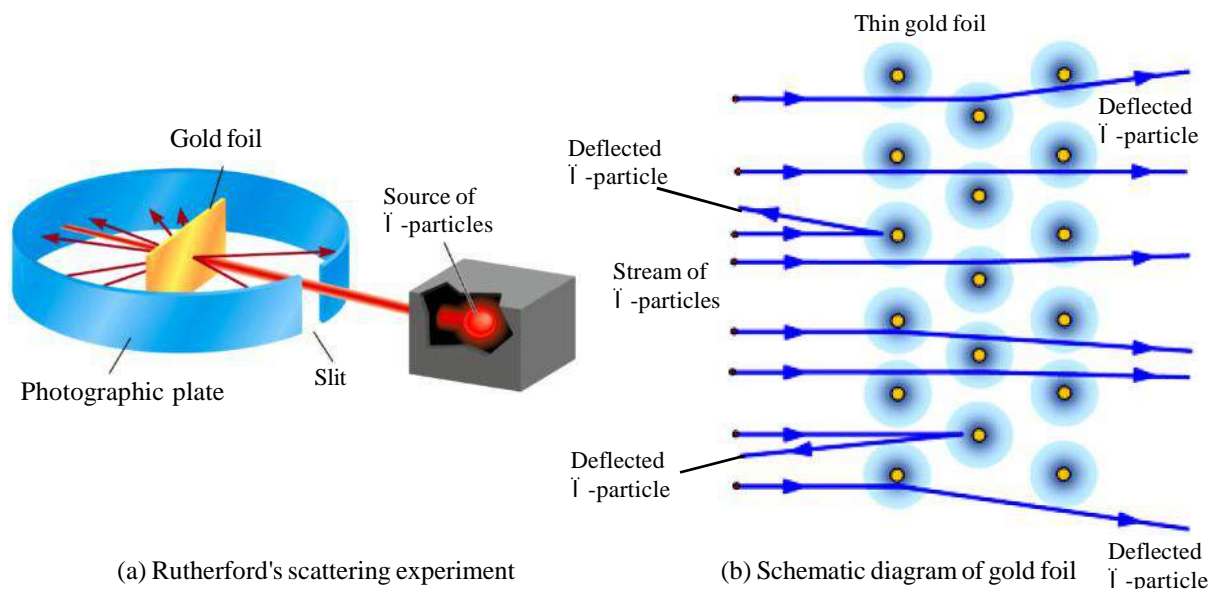 Gold foil
Source of
Ï -particles
Photographic plate
Slit
(a) Rutherford's scattering experiment
Thin gold foil
Deflected
Ï -particle
Deflected
Ï -particle
Stream of
Ï -particles
Deflected
Ï -particle
Deflected
Ï -particle
(b) Schematic diagram of gold foil